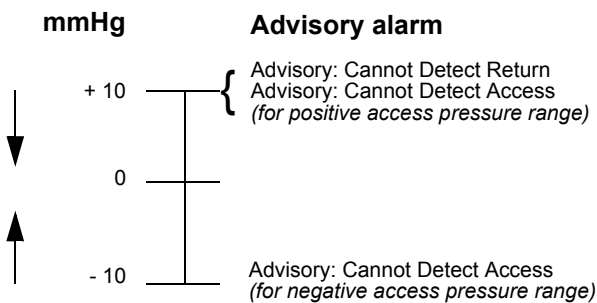 mmHg Advisory alarm
Advisory: Cannot Detect Return
+ 10 { Advisory: Cannot Detect Access
(for positive access pressure range)
0
- 10 Advisory: Cannot Detect Access
(for negative access pressure range)